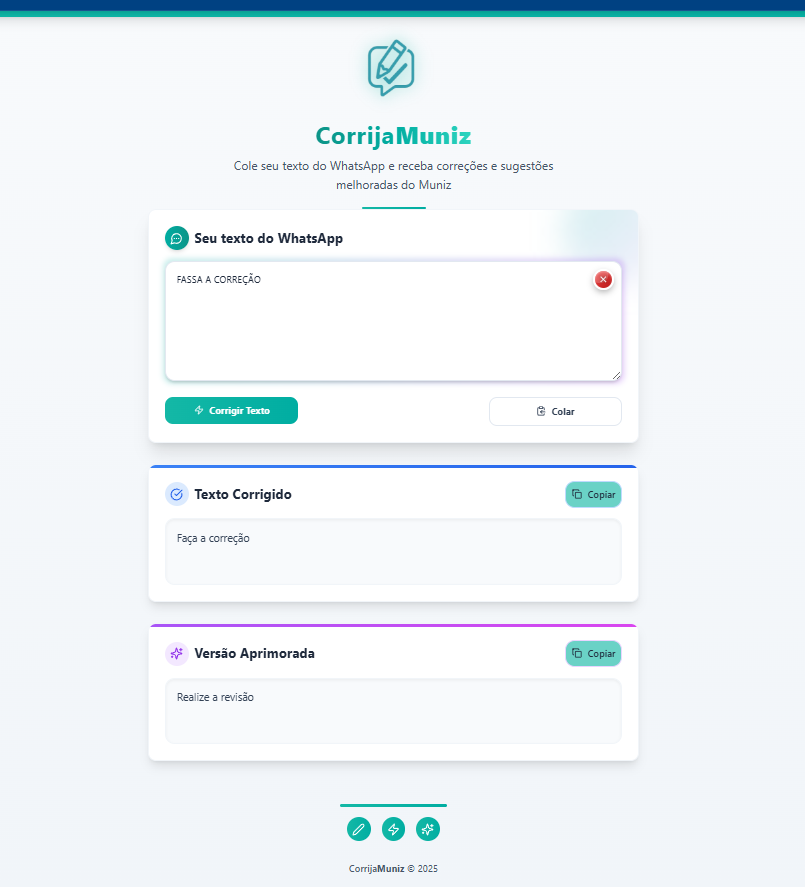 CorrijaMuniz
Cole seu texto do WhatsApp e receba correções e sugestões
melhoradas do Muniz
Seu texto do WhatsApp
FASSA A CORREÇÃO
Corrigir Texto
Colar
Texto Corrigido
Copiar
Faça a correção
Versão Aprimorada
Copiar
Realize a revisão
CorrijaMuniz © 2025